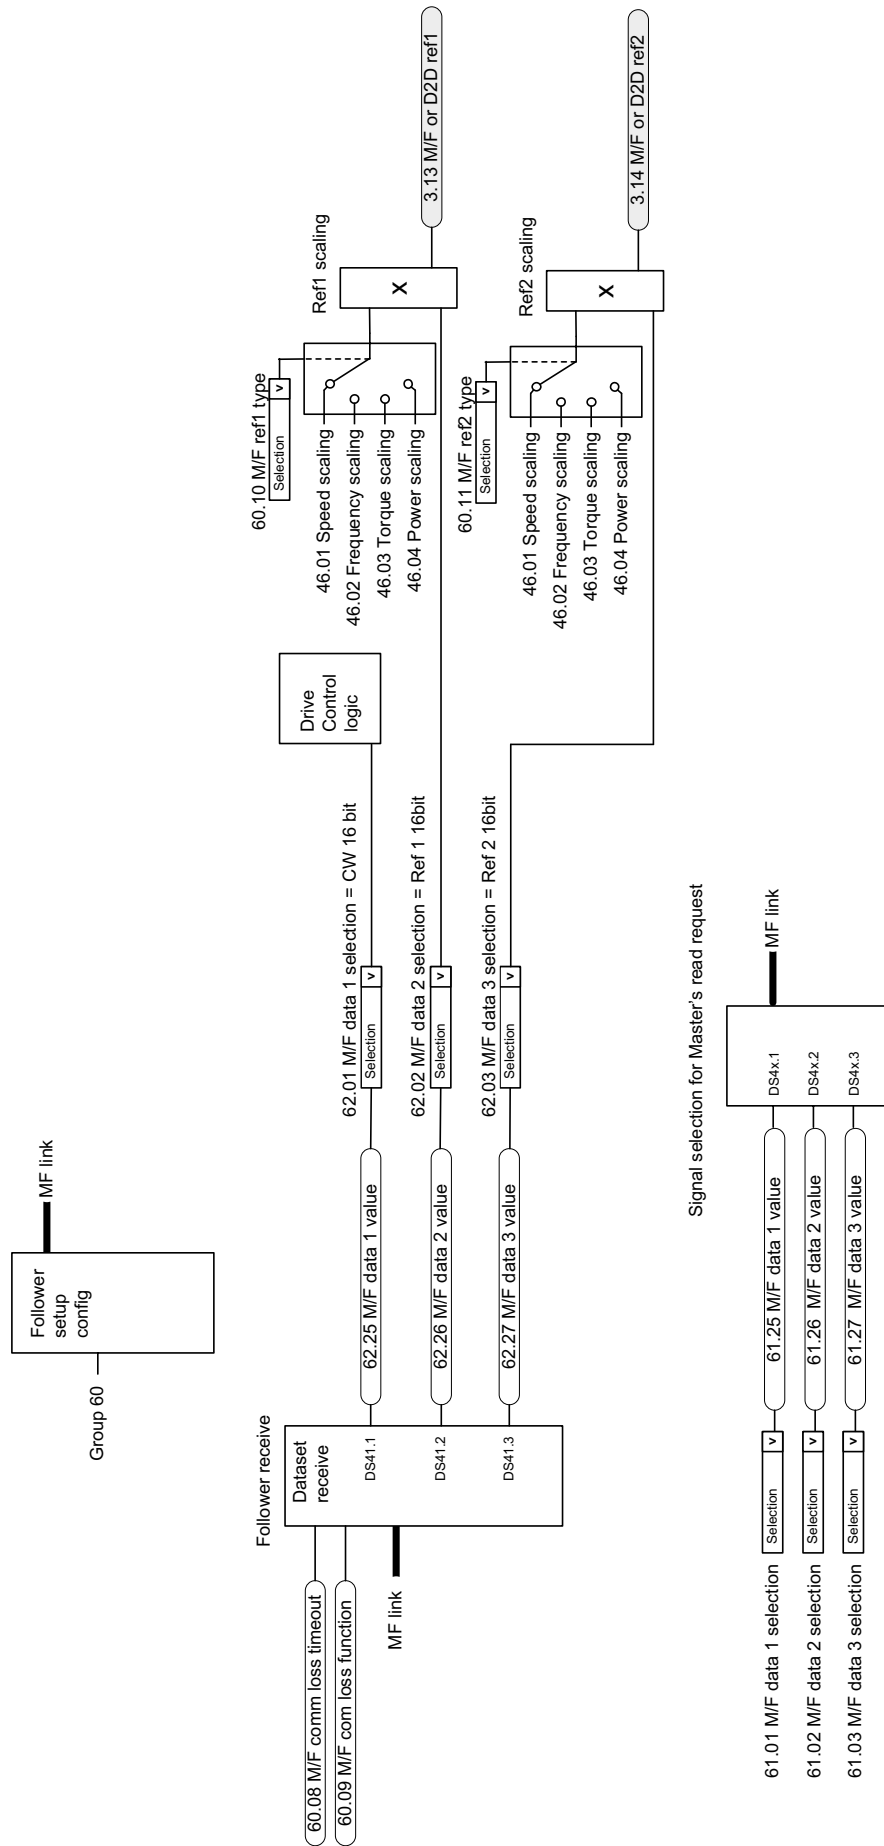 Group 60
Follower
setup
config
MF link
Follower receive
60.08 M/F comm loss timeout
60.09 M/F com loss function
MF link
Dataset
receive
DS41.1
DS41.2
DS41.3
62.25 M/F data 1 value
62.26 M/F data 2 value
62.27 M/F data 3 value
62.01 M/F data 1 selection = CW 16 bit
Selection
v
62.02 M/F data 2 selection = Ref 1 16bit
Selection
v
62.03 M/F data 3 selection = Ref 2 16bit
Selection
v
Drive
Control
logic
60.10 M/F ref1 type
Selection
v
46.01 Speed scaling
46.02 Frequency scaling
46.03 Torque scaling
46.04 Power scaling
Ref1 scaling
X
3.13 M/F or D2D ref1
60.11 M/F ref2 type
Selection
v
46.01 Speed scaling
46.02 Frequency scaling
46.03 Torque scaling
46.04 Power scaling
Ref2 scaling
X
3.14 M/F or D2D ref2
Signal selection for Master's read request
61.01 M/F data 1 selection
Selection
v
61.25 M/F data 1 value
DS4x.1
MF link
61.02 M/F data 2 selection
Selection
v
61.26 M/F data 2 value
DS4x.2
61.03 M/F data 3 selection
Selection
v
61.27 M/F data 3 value
DS4x.3